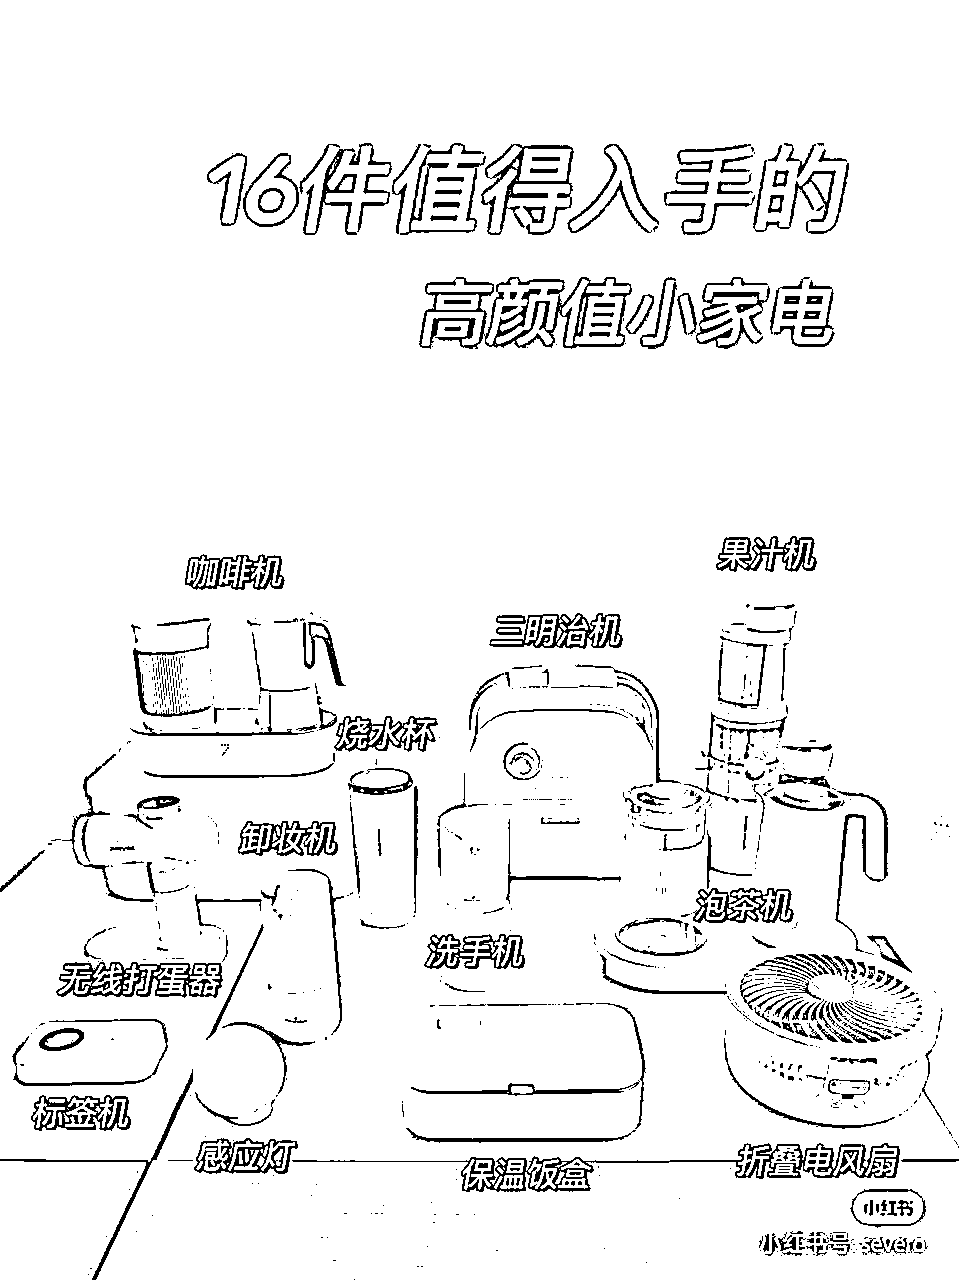 16件值得入手的
高颜值小家电
咖啡机
果汁机
三明治机
烧水杯
卸妆机
泡茶机
洗手机
无线打蛋器
标签机
感应灯
保温饭盒
折叠电风扇
小红书
小红书号 severo